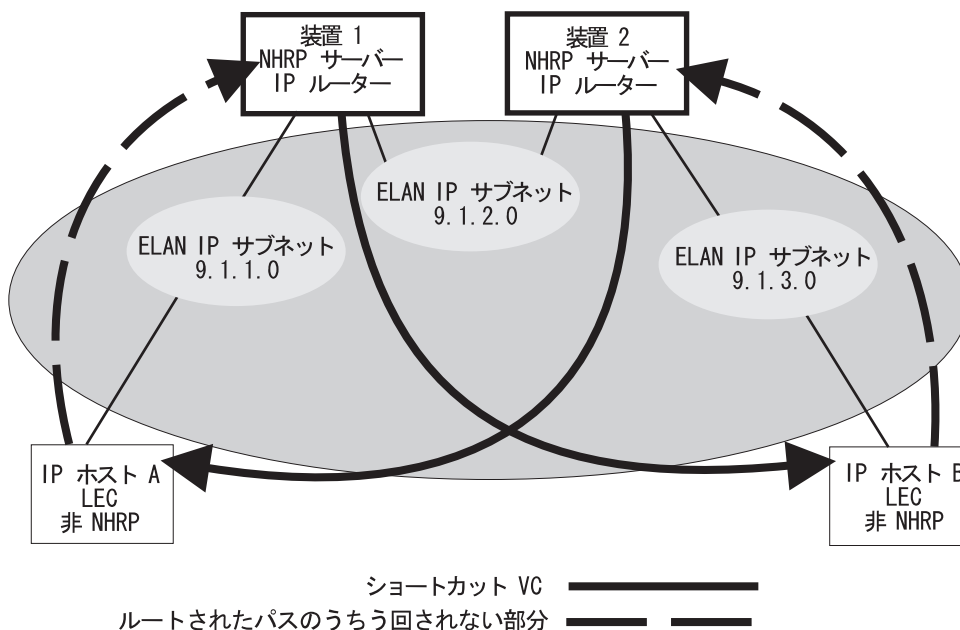 装置 1
NHRP サーバー
IP ルーター
装置 2
NHRP サーバー
IP ルーター
ELAN IP サブネット
9.1.2.0
ELAN IP サブネット
9.1.1.0
ELAN IP サブネット
9.1.3.0
IP ホスト A
LEC
非 NHRP
IP ホスト B
LEC
非 NHRP
ショートカット VC
ルートされたパスのうちう回されない部分